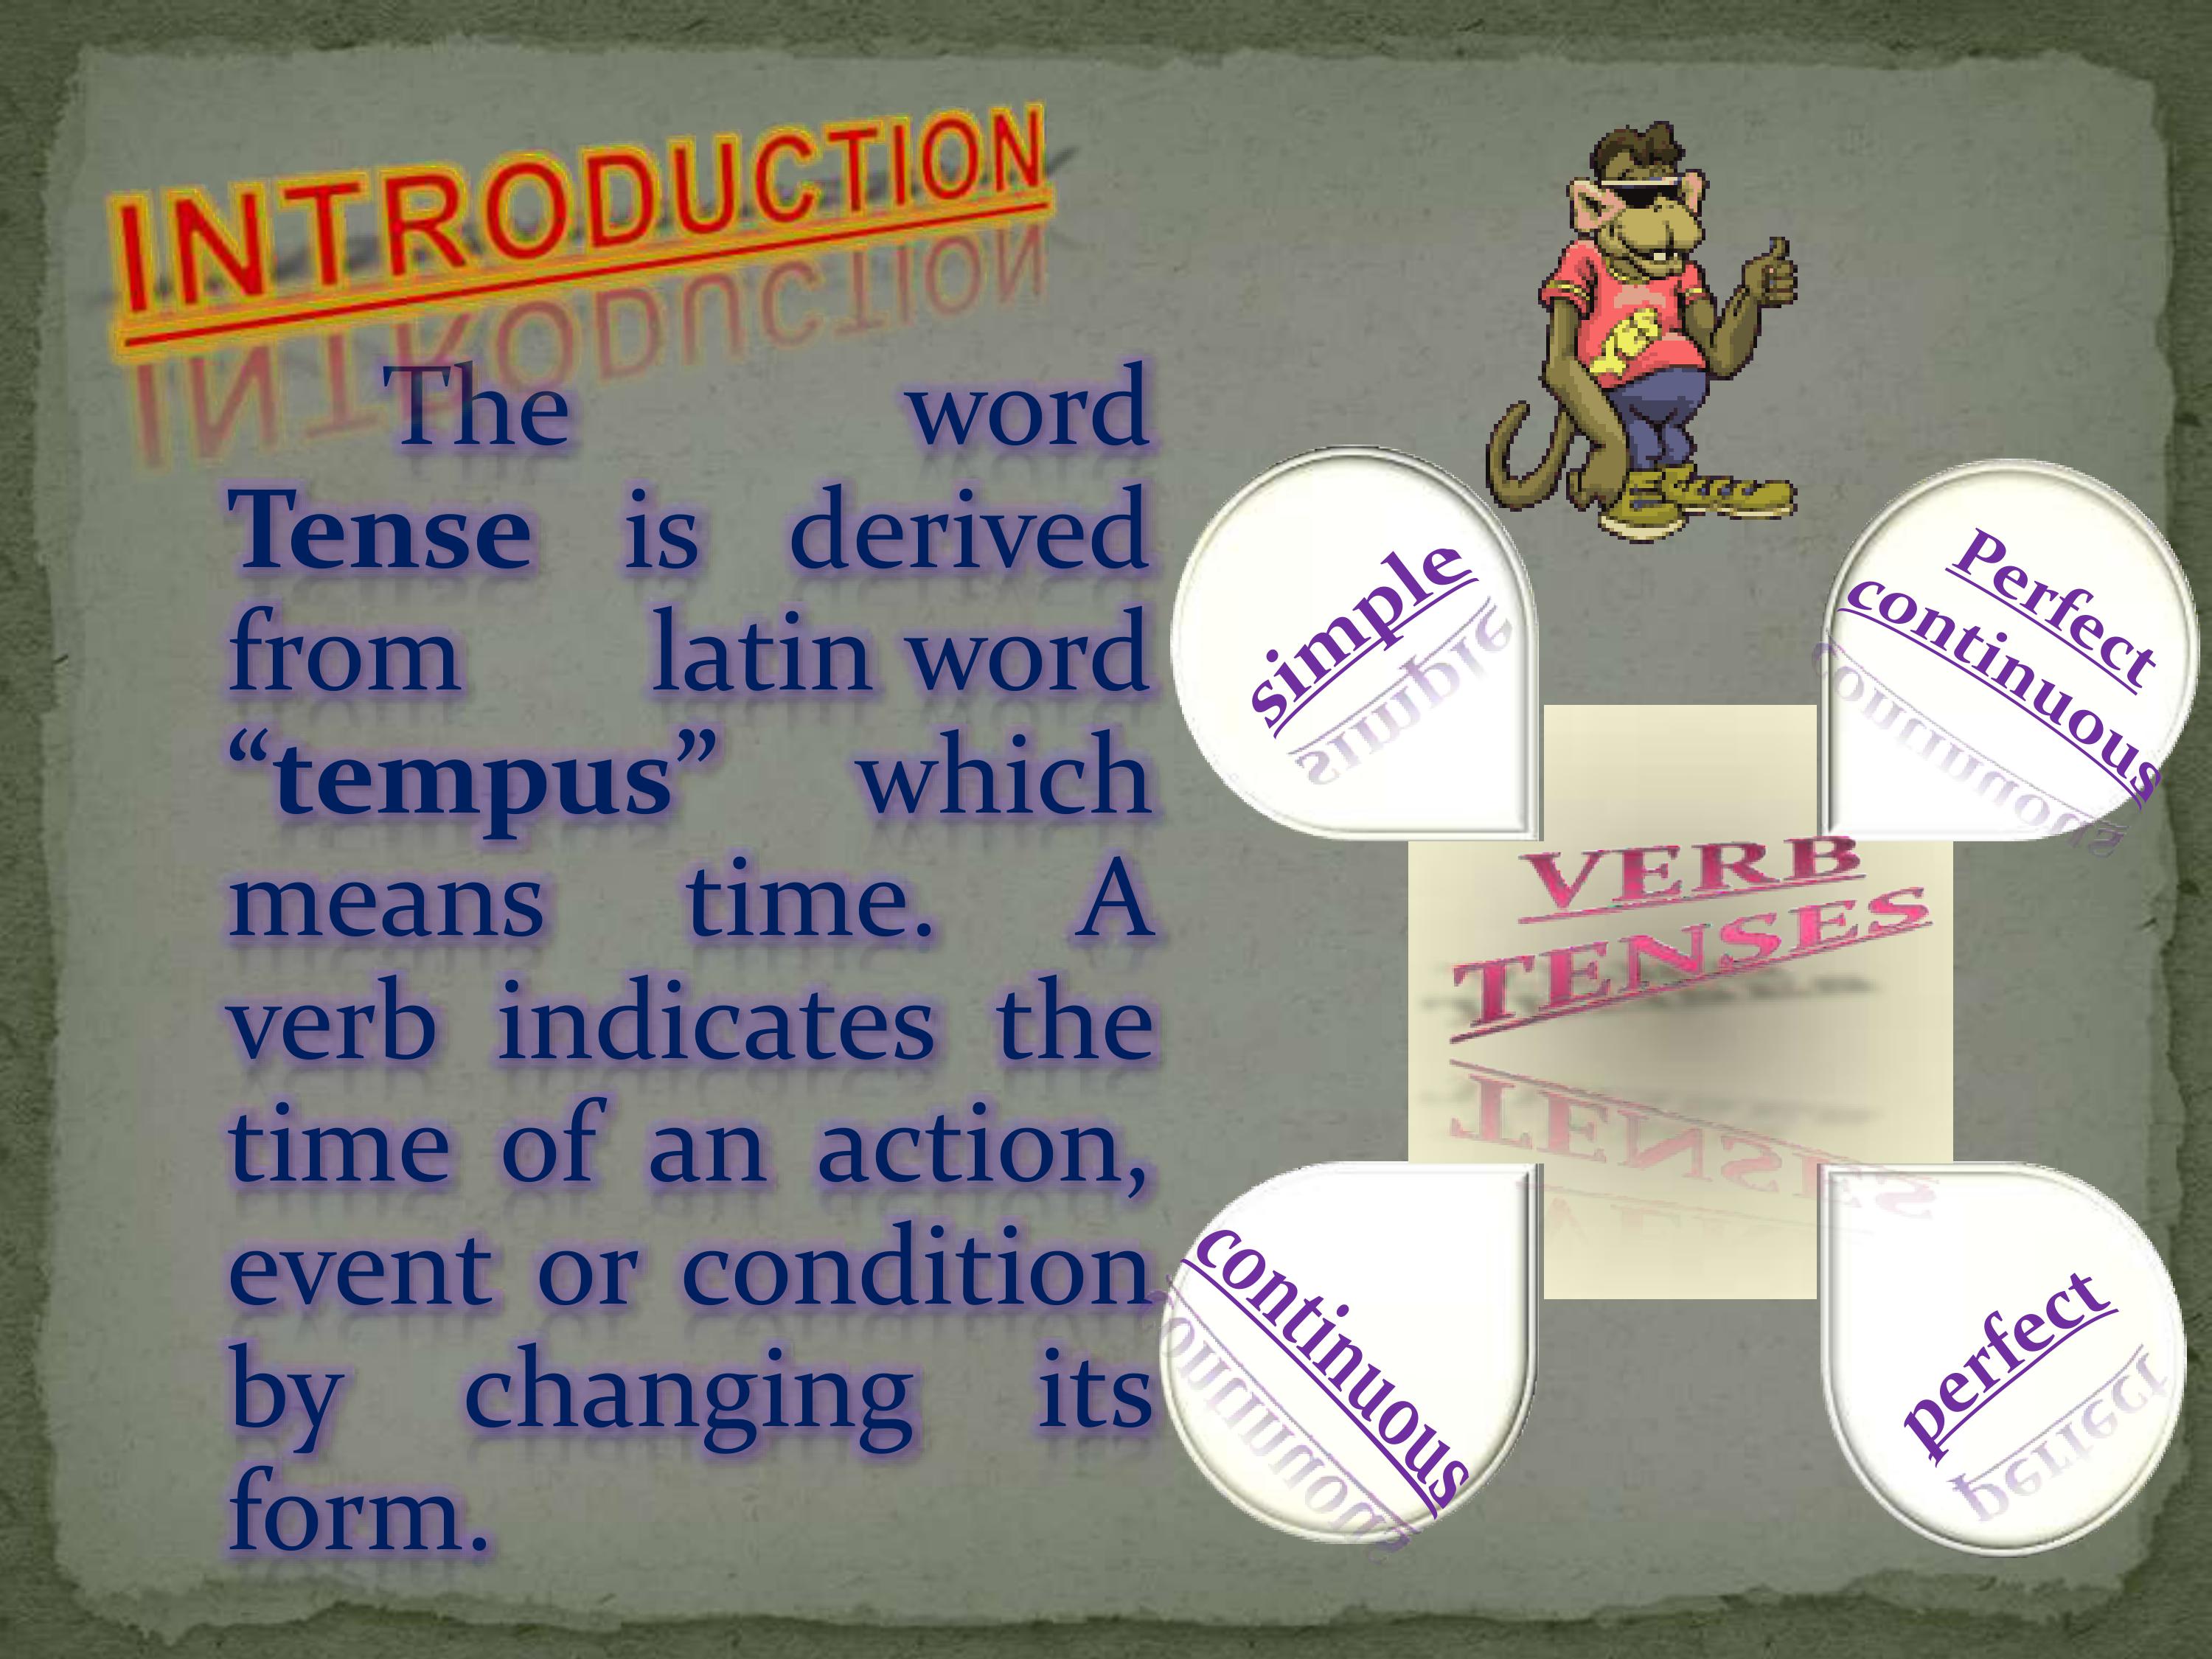 INTRODUCTION
The word
Tense is derived
from latin word
“tempus” which
means time. A
verb indicates the
time of an action,
event or condition
by changing its
form.
simple
Perfect
continuous
VERB
TENSES
continuous
perfect